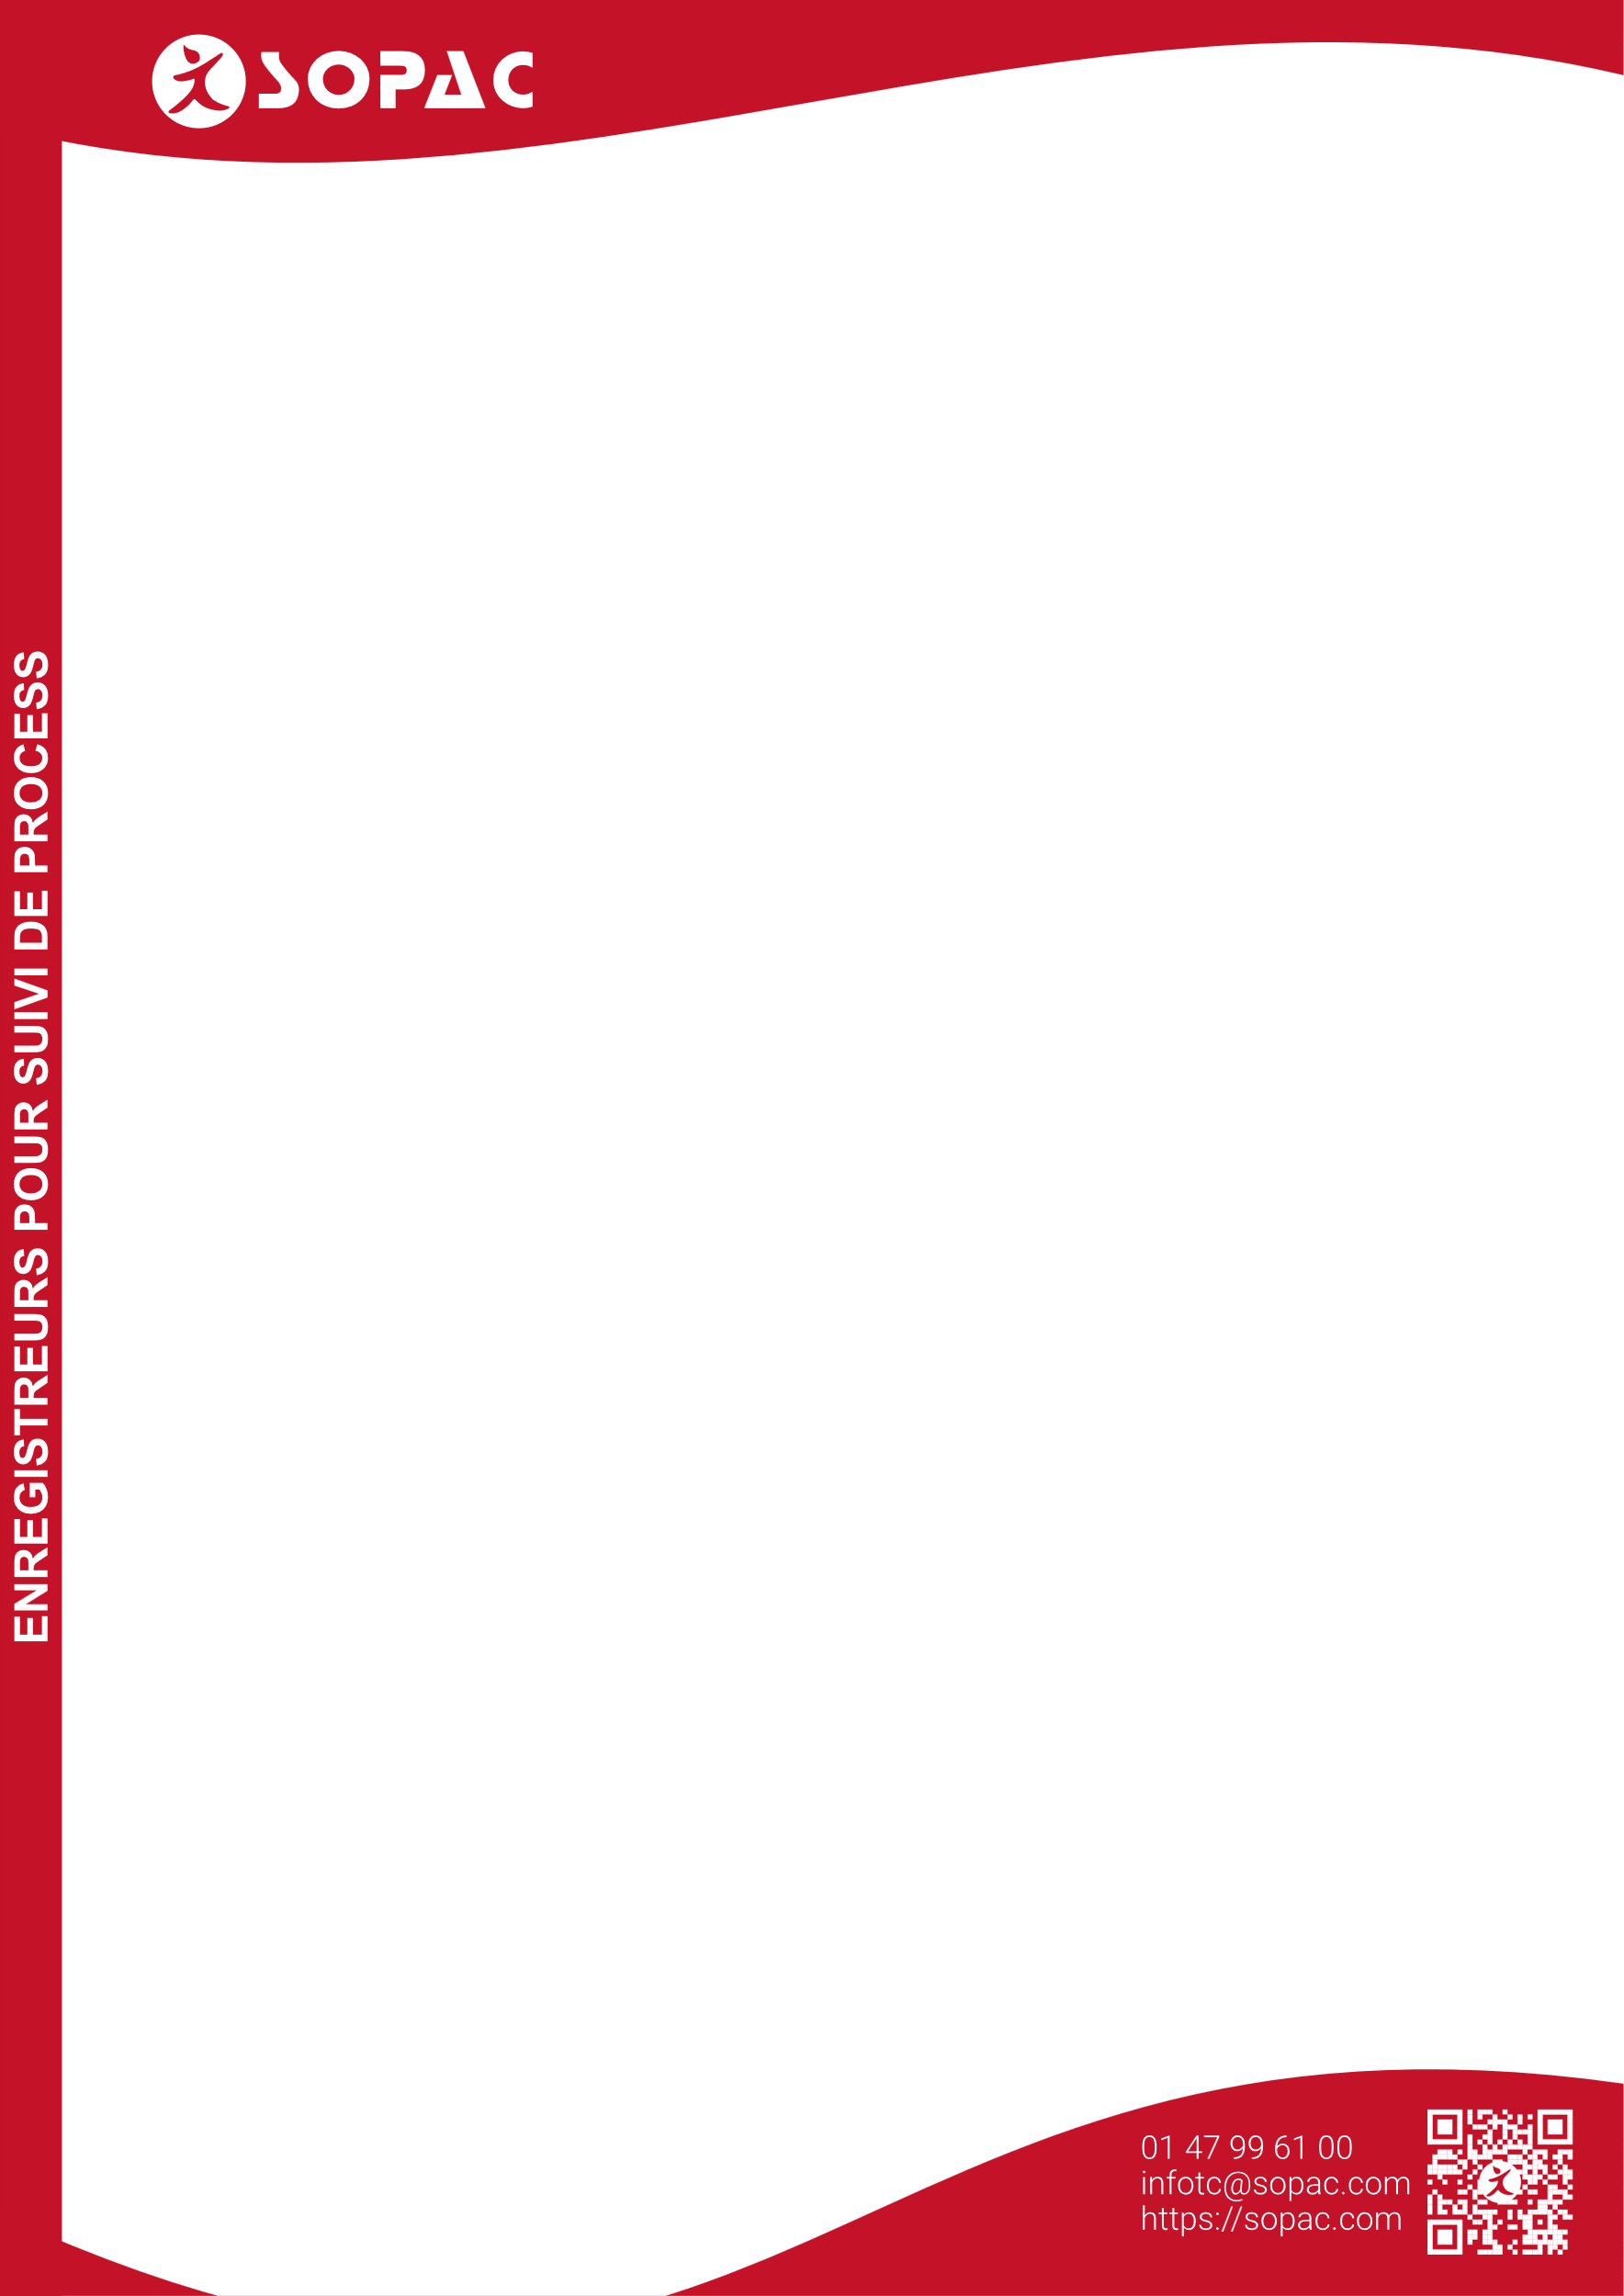 SOPAC
ENREGISTREURS POUR SUIVI DE PROCESS
01 47 99 61 00
infotc@sopac.com
https://sopac.com